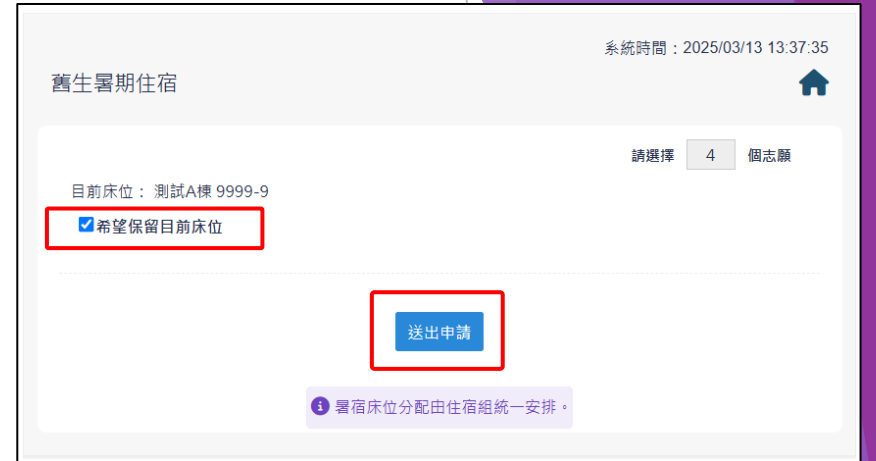 系統時間：2025/03/13 13:37:35
舊生暑期住宿
請選擇 4 個志願
目前床位： 測試A棟 9999-9
希望保留目前床位
送出申請
暑宿床位分配由住宿組統一安排。